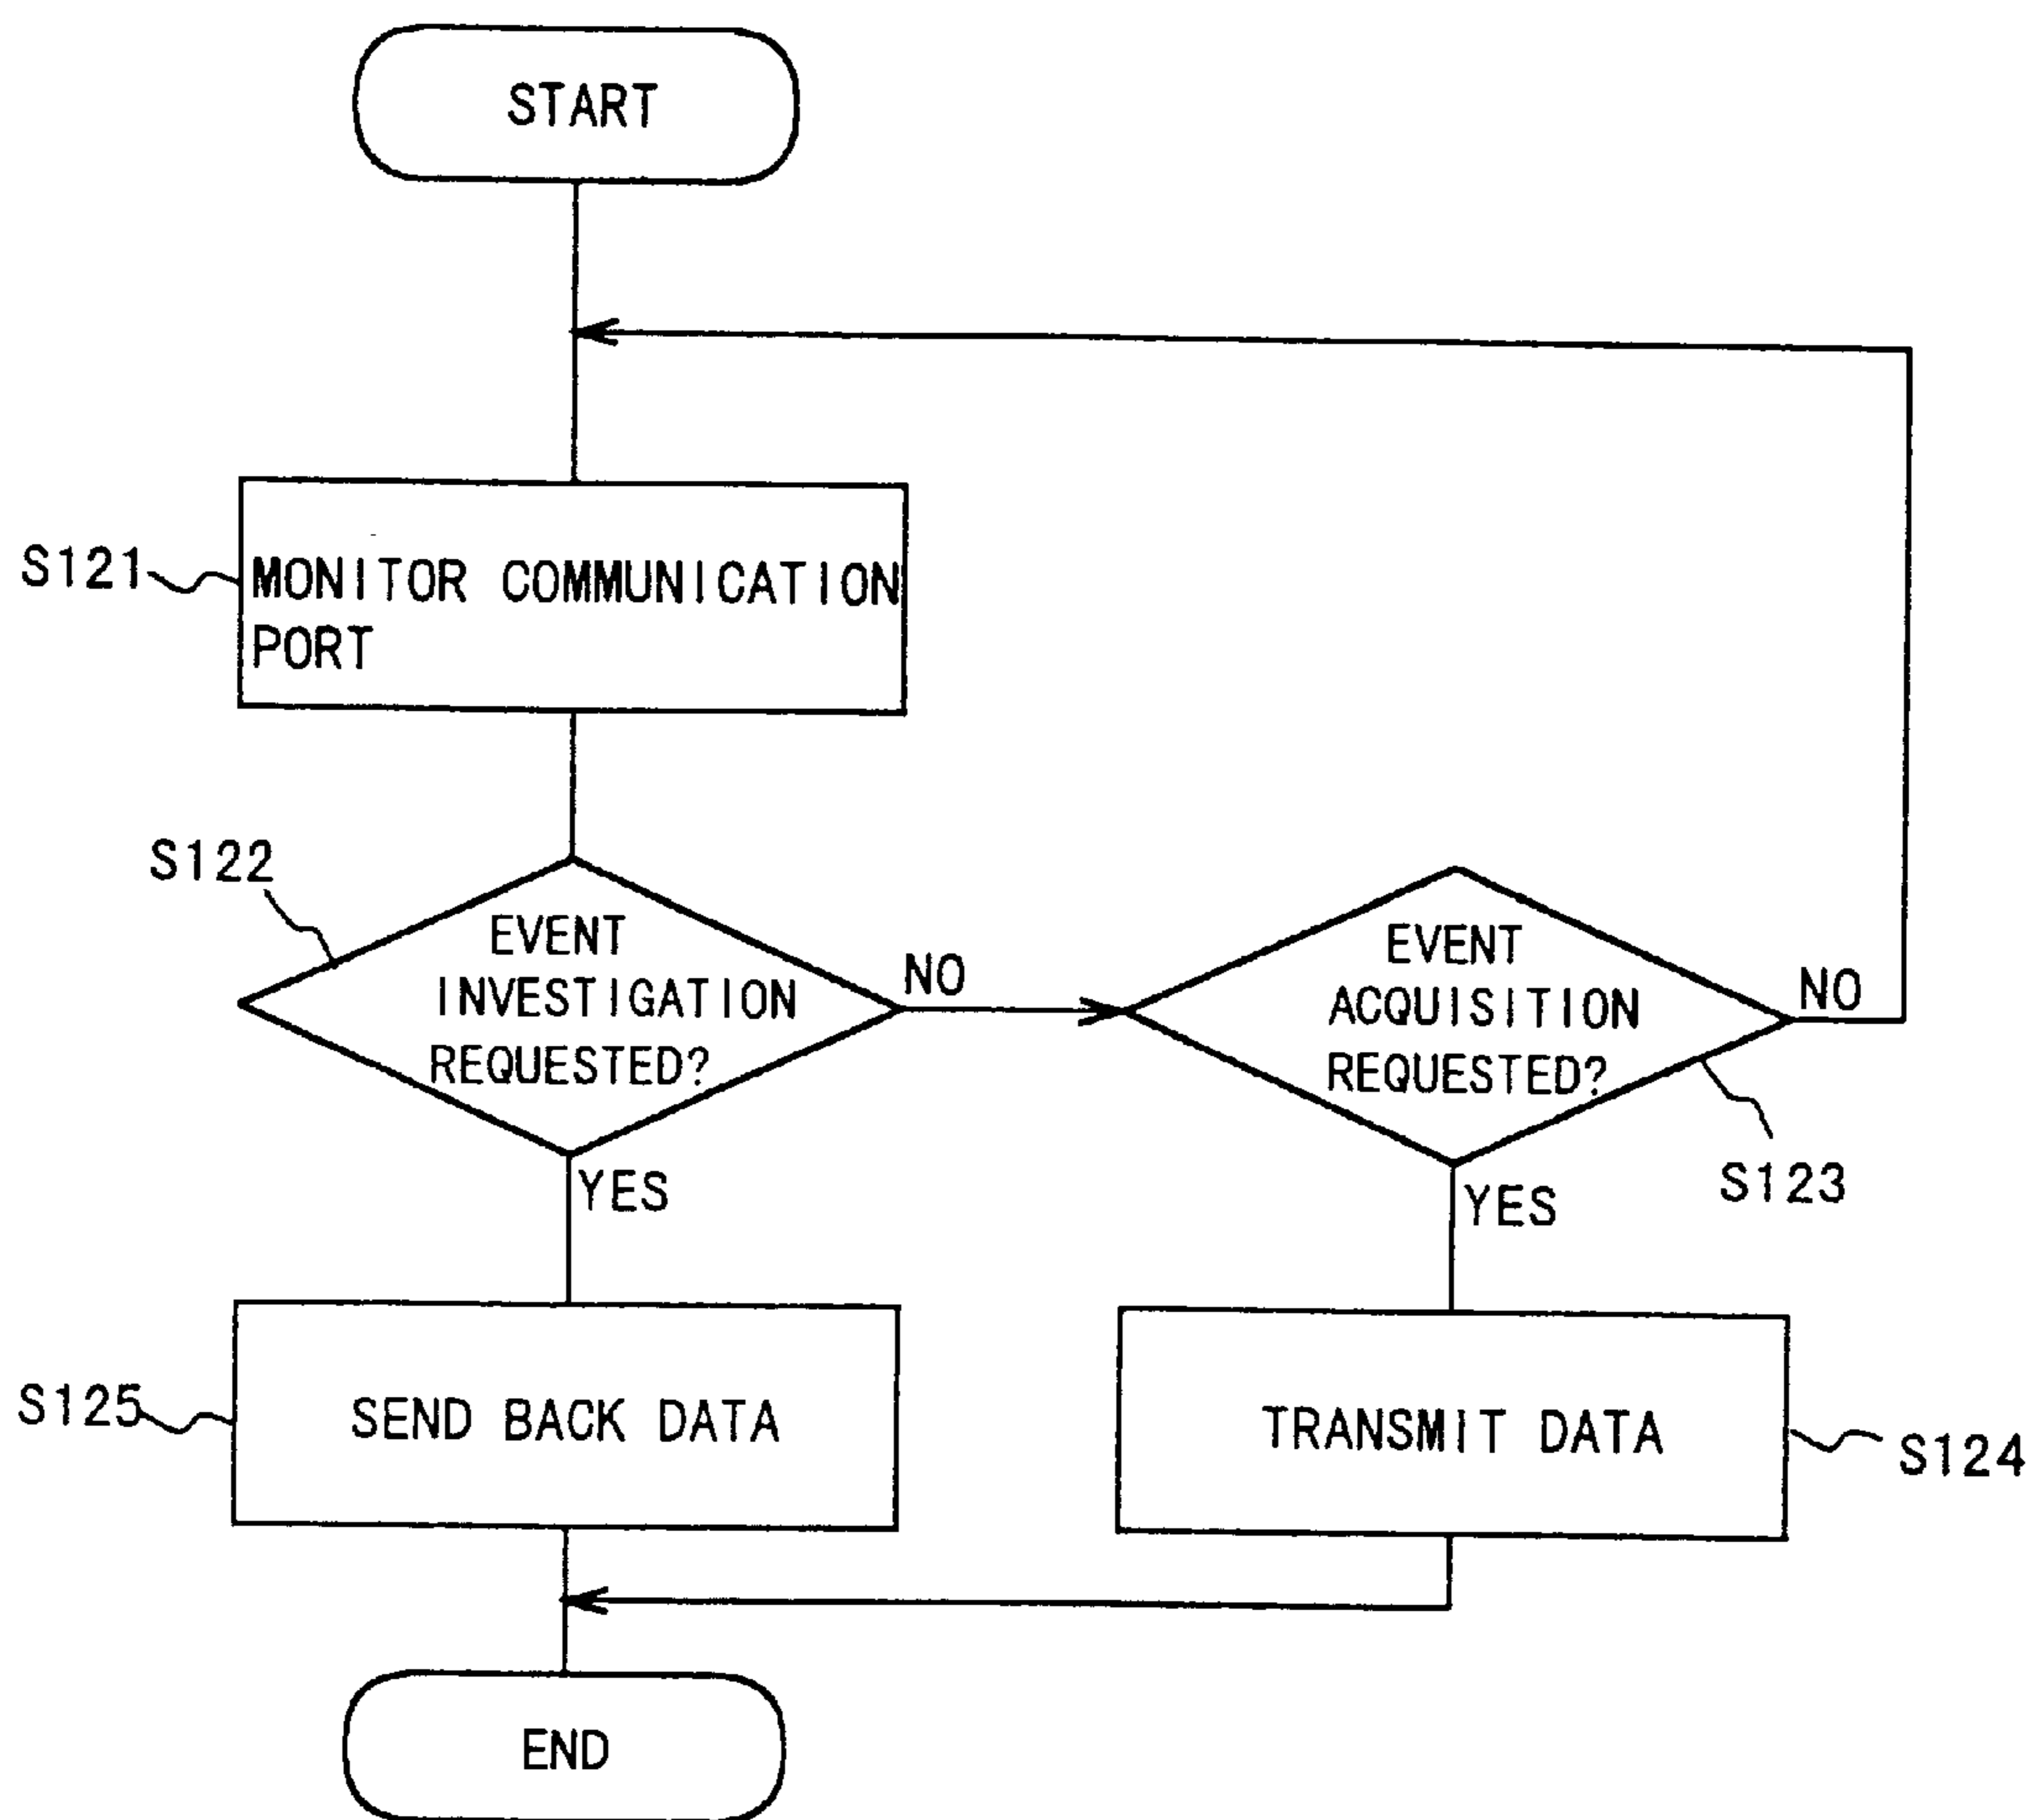 START
S121
MONITOR COMMUNICATION
PORT
S122
EVENT
INVESTIGATION
REQUESTED?
NO
YES
EVENT
ACQUISITION
REQUESTED?
NO
S123
YES
S125
SEND BACK DATA
TRANSMIT DATA
S124
END